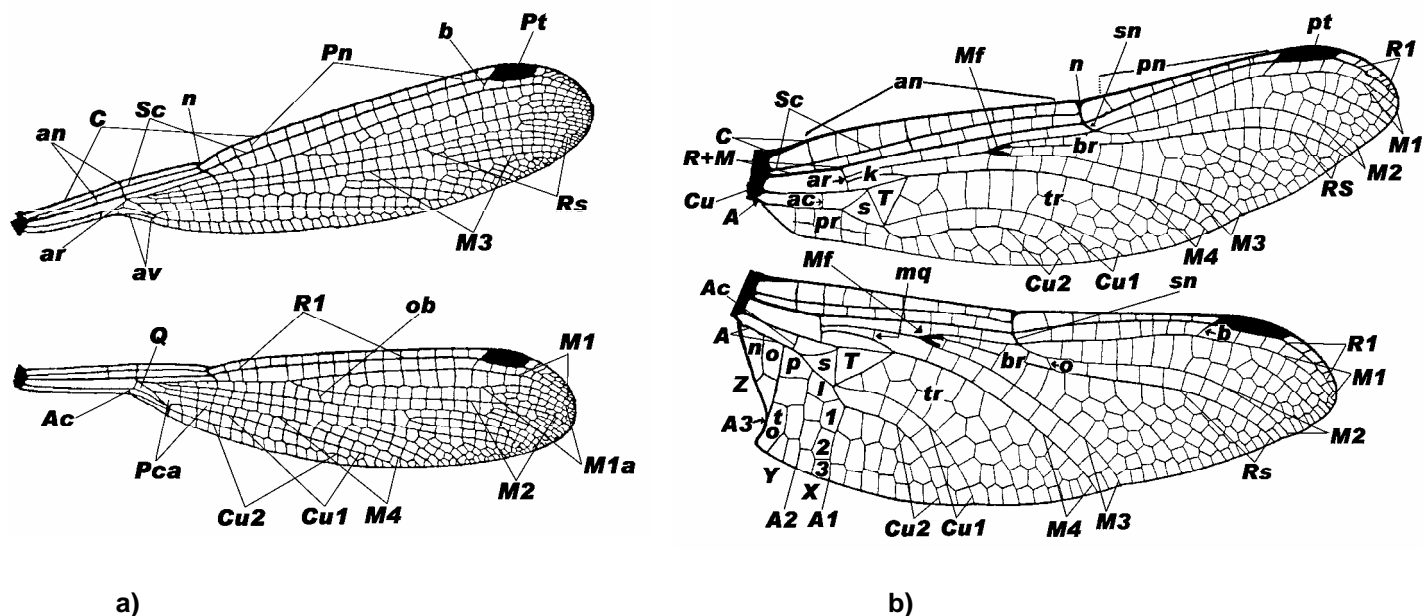 b Pt
Pn
n
Sc
C
an
Rs
M3
ar
av
R1 ob
Q
M1
Ac
Pca
M1a
M2
Cu2 Cu1 M4
a)
sn pt
Mf n pn R1
an
Sc
C
R+M br M1
ar k M2
Cu ac s T tr RS
A pr M3
M4
Cu2 Cu1
Mf mq sn
Ac
b
A n o p s T br o R1
Z l tr M1
A3 t 1
o 2 M2
3 Rs
Y X
A2 A1 Cu2 Cu1 M4 M3
b)